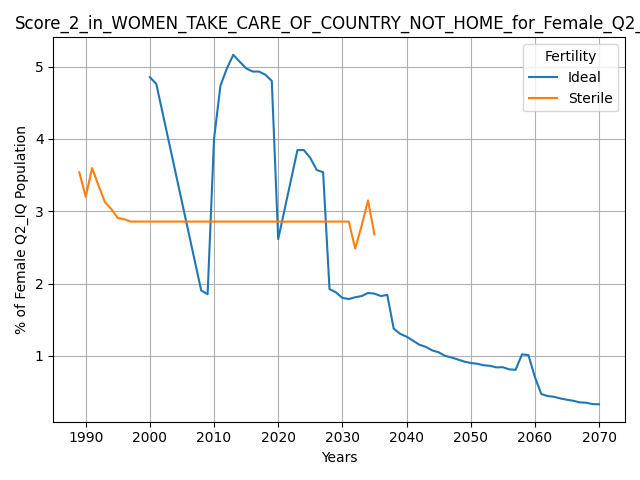 Score_2_in_WOMEN_TAKE_CARE_OF_COUNTRY_NOT_HOME_for_Female_Q2_
Fertility
Ideal
Sterile
% of Female Q2_IQ Population
5
4
3
2
1
1990 2000 2010 2020 2030 2040 2050 2060 2070
Years